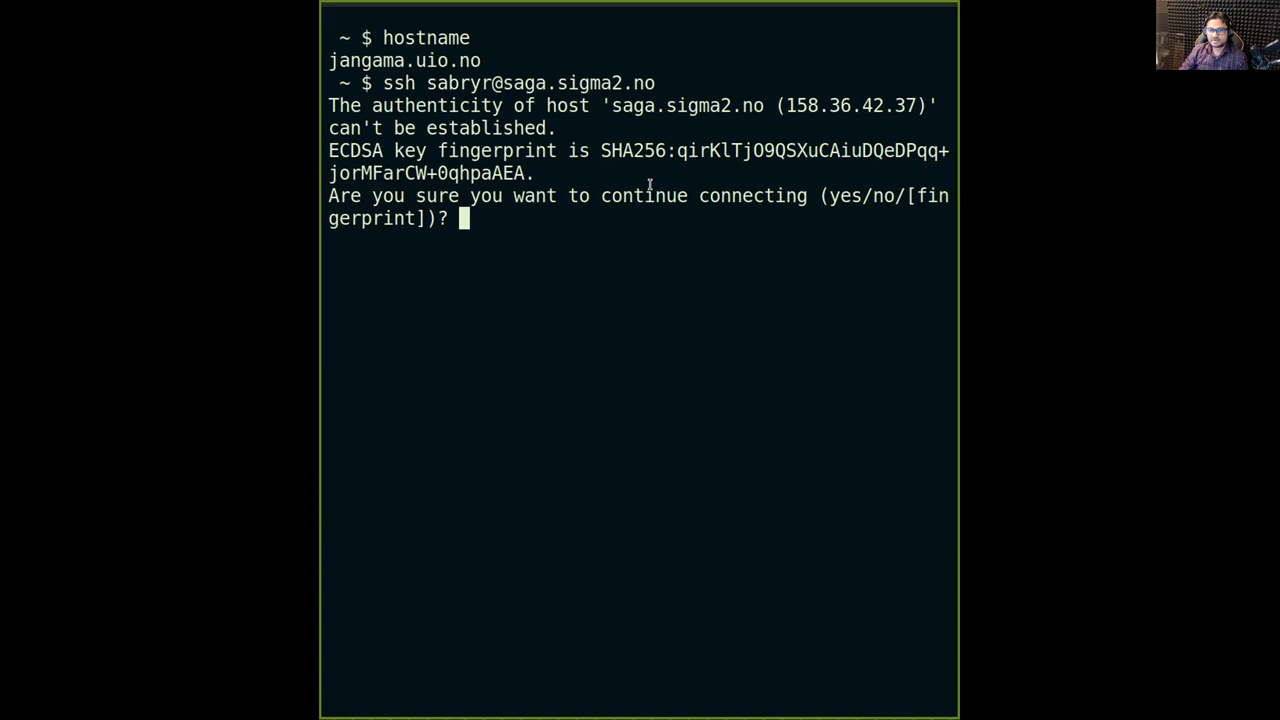 ~ $ hostname
jangama.uio.no
~ $ ssh sabryr@saga.sigma2.no
The authenticity of host 'saga.sigma2.no (158.36.42.37)'
can't be established.
ECDSA key fingerprint is SHA256:qirKlTjO9QSXuCAiuDQeDPqq+
jorMFarCW+0qhpaAEA.
Are you sure you want to continue connecting (yes/no/[fin
gerprint])?